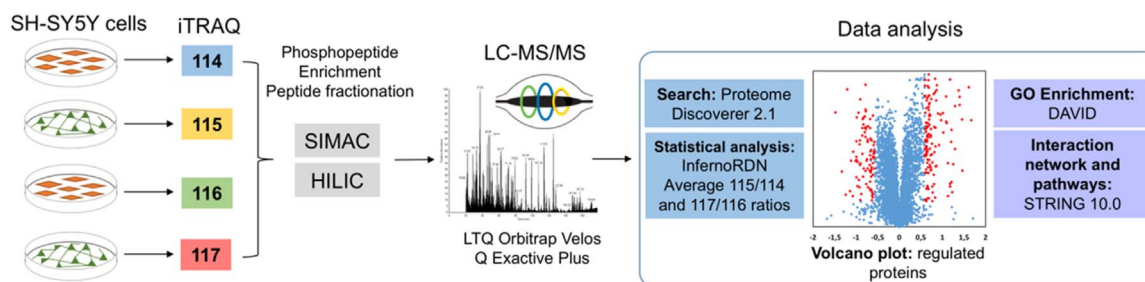 SH-SY5Y cells
iTRAQ
114
115
116
117
Phosphopeptide
Enrichment
Peptide fractionation
SIMAC
HILIC
LC-MS/MS
LTQ Orbitrap Velos
Q Exactive Plus
Data analysis
Search: Proteome
Discoverer 2.1
Statistical analysis:
InfernoRDN
Average 115/114
and 117/116 ratios
-2 -1,5 -1 -0,5 0 0,5 1 1,5 2
Volcano plot: regulated
proteins
GO Enrichment:
DAVID
Interaction
network and
pathways:
STRING 10.0